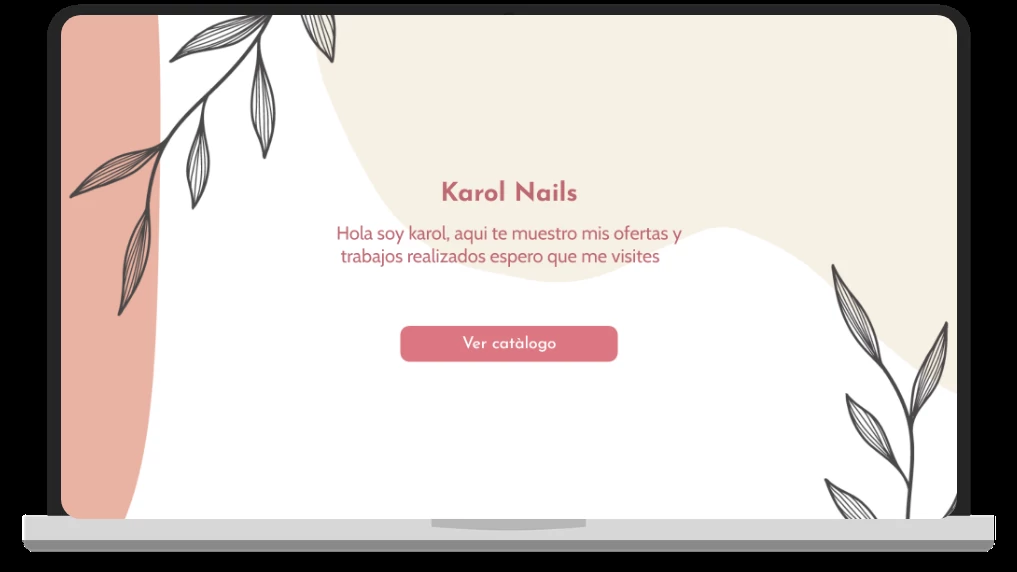 Karol Nails
Hola soy karol, aqui te muestro mis ofertas y
trabajos realizados espero que me visites
Ver catàlogo